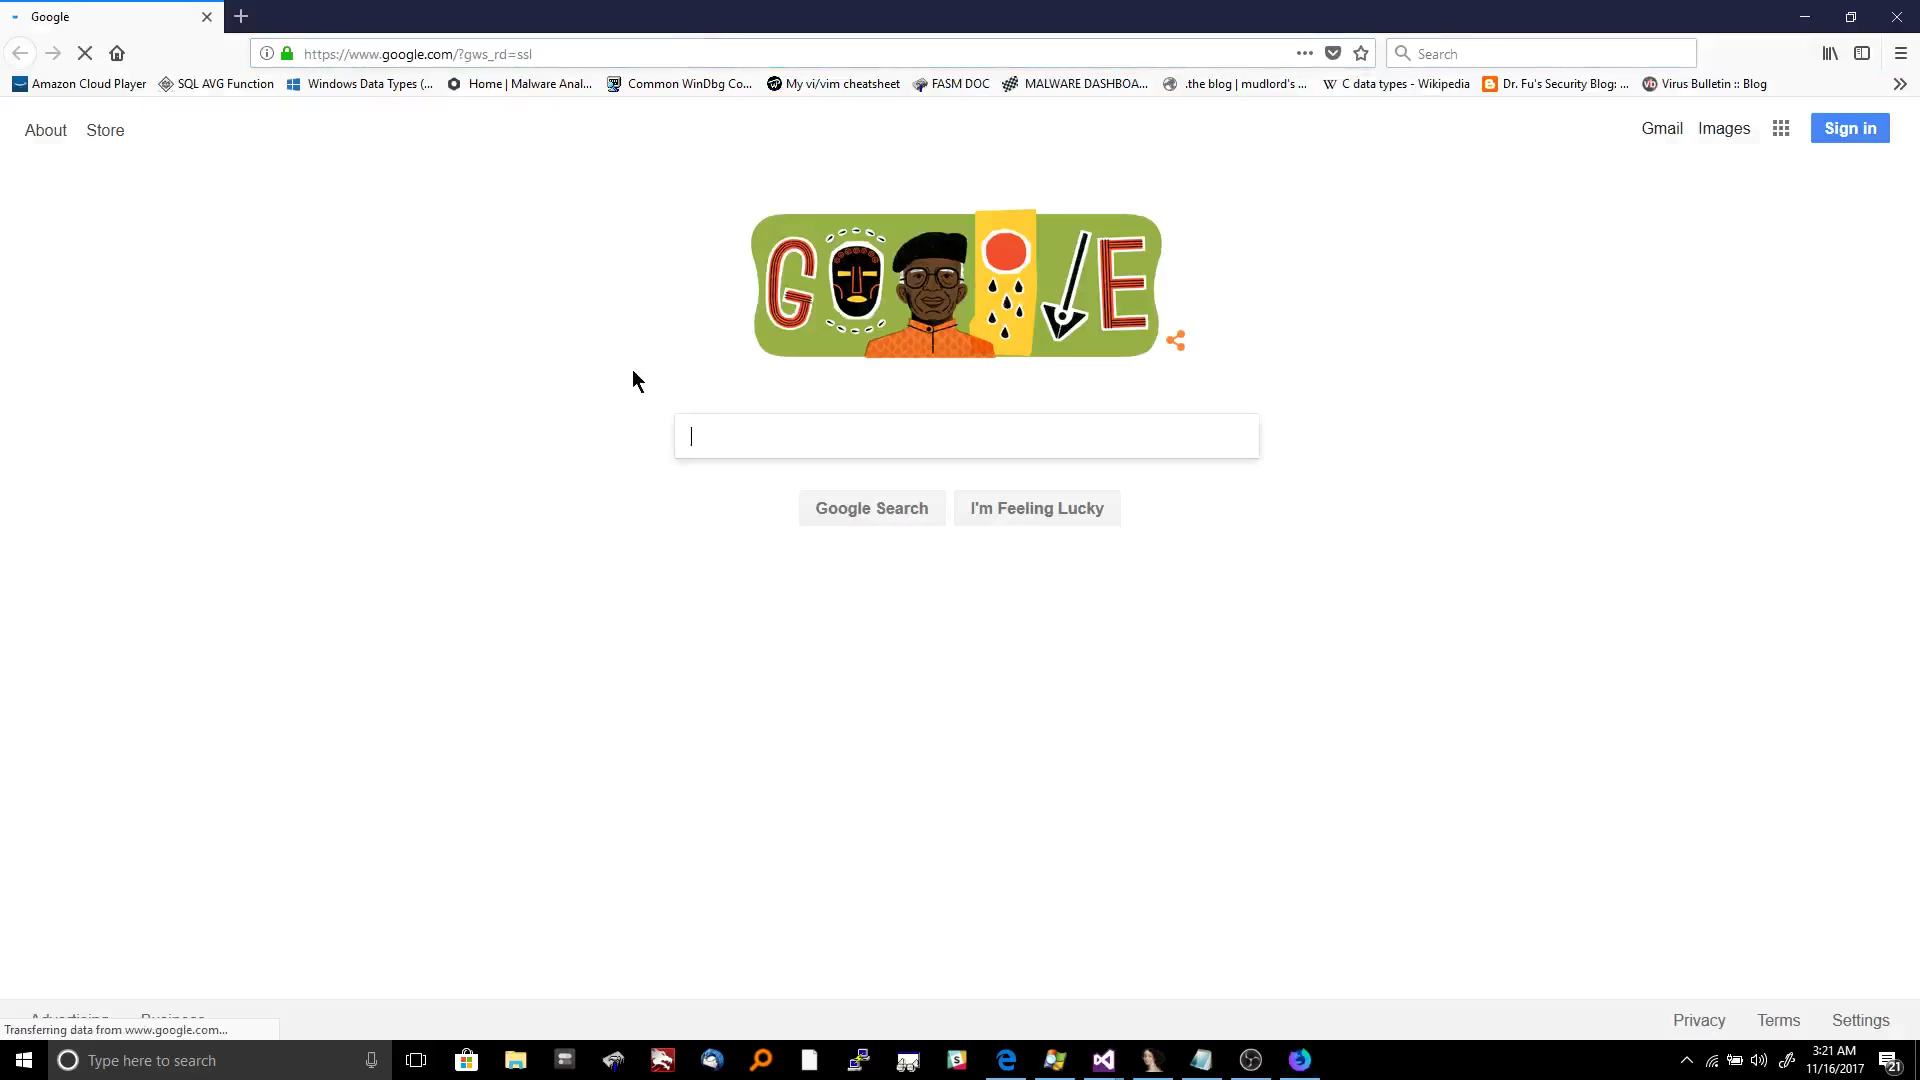 Google
https://www.google.com/?gws_rd=ssl
Search
Amazon Cloud Player
SQL AVG Function
Windows Data Types (...
Home | Malware Anal...
Common WinDbg Co...
My vi/vim cheatsheet
FASM DOC
MALWARE DASHBOA...
.the blog | mudlord's ...
C data types - Wikipedia
Dr. Fu's Security Blog: ...
Virus Bulletin :: Blog
About
Store
Gmail
Images
Sign in
Google Search
I'm Feeling Lucky
Advertising
Business
Privacy
Terms
Settings
Transferring data from www.google.com...
Type here to search
3:21 AM
11/16/2017
21